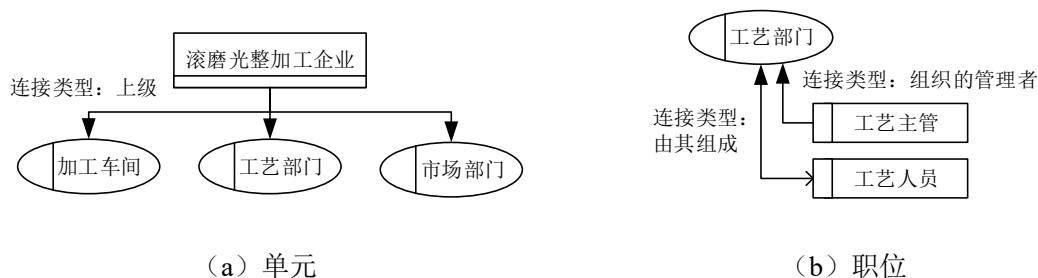 滚磨光整加工企业
连接类型：上级
加工车间
工艺部门
市场部门
（a）单元
工艺部门
连接类型：组织的管理者
连接类型：
由其组成
工艺主管
工艺人员
（b）职位